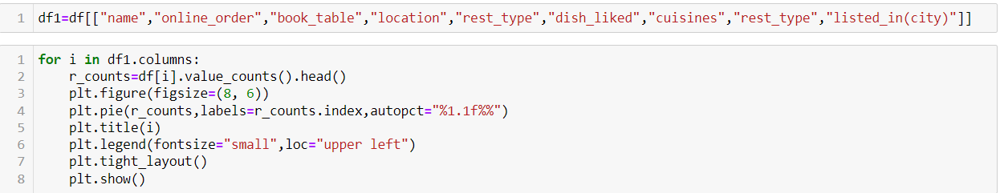 1 df1=df[["name","online_order","book_table","location","rest_type","dish_liked","cuisines","rest_type","listed_in(city)"]]
1 for i in df1.columns:
2     r_counts=df[i].value_counts().head()
3     plt.figure(figsize=(8, 6))
4     plt.pie(r_counts,labels=r_counts.index,autopct="%1.1f%%")
5     plt.title(i)
6     plt.legend(fontsize="small",loc="upper left")
7     plt.tight_layout()
8     plt.show()